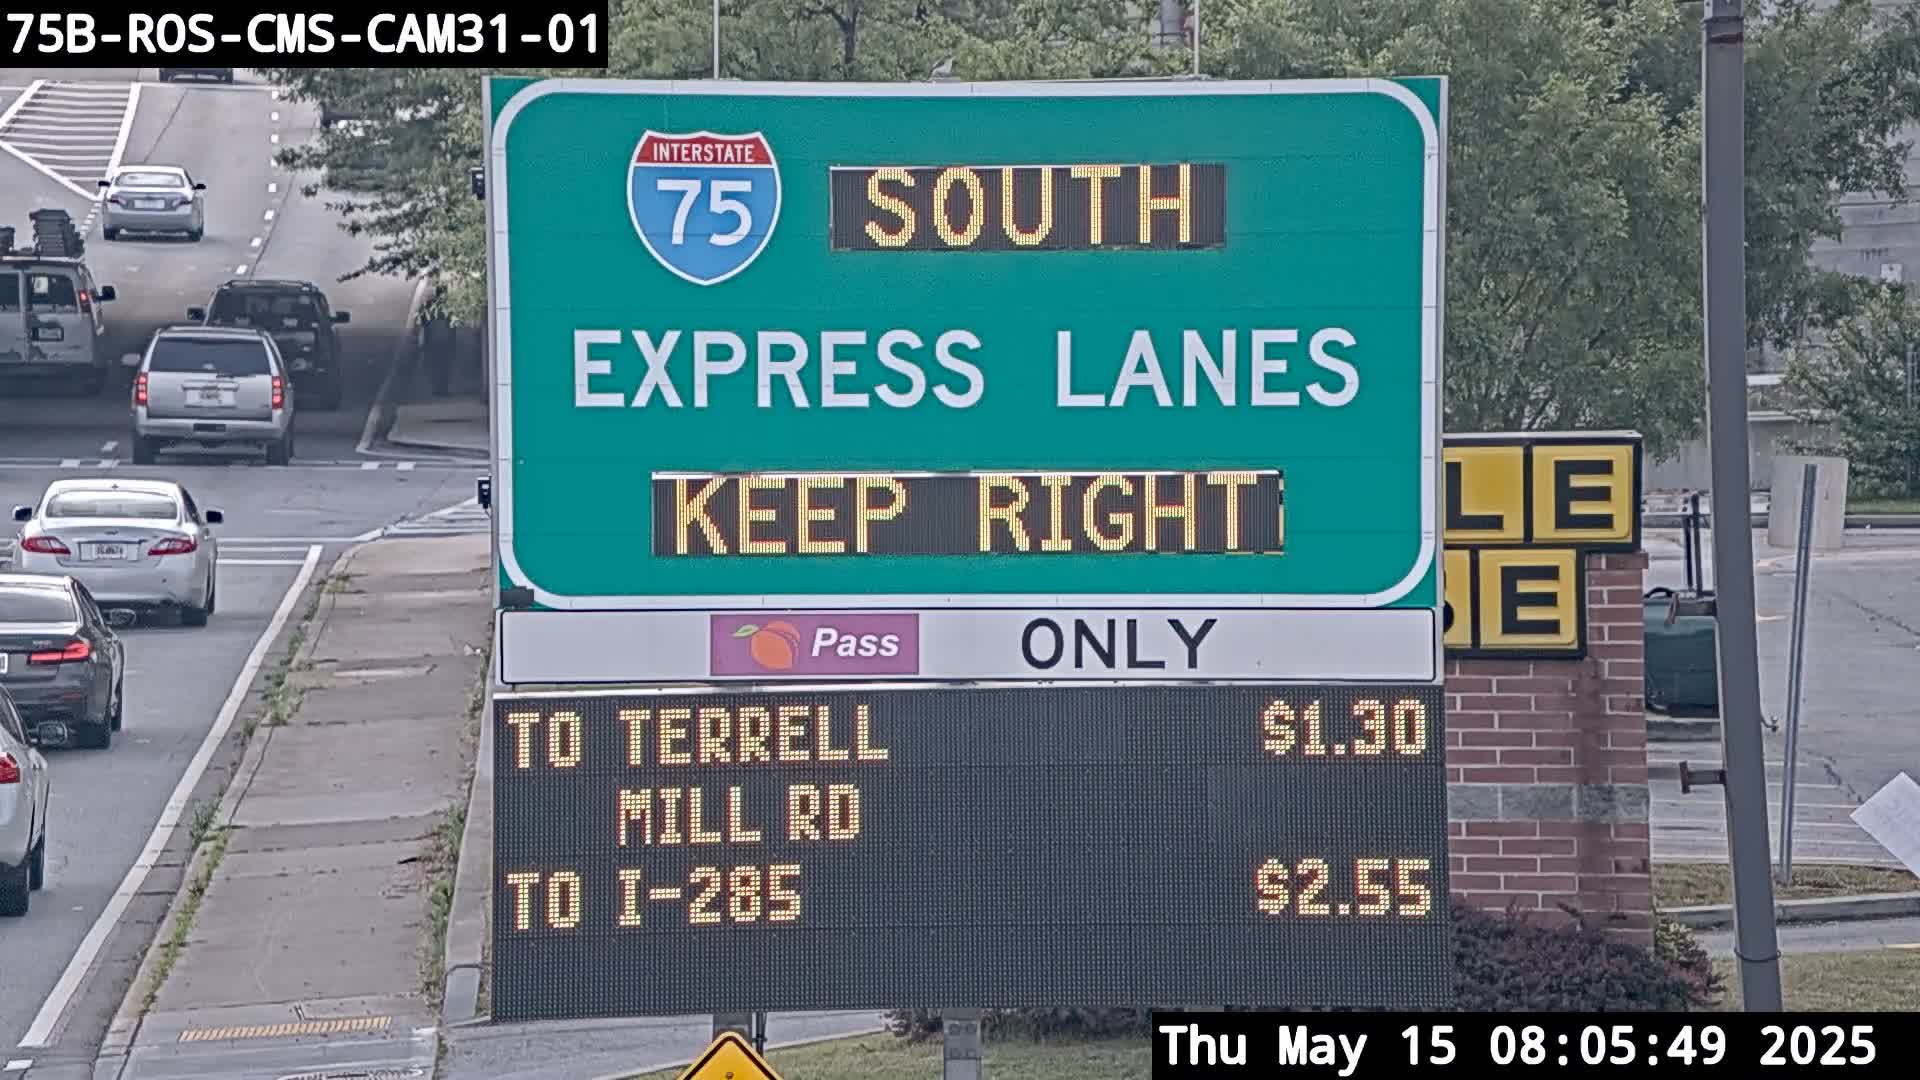 75B-ROS-CMS-CAM31-01
INTERSTATE
75
SOUTH
EXPRESS LANES
KEEP RIGHT
Pass ONLY
TO TERRELL $1.30
MILL RD
TO I-285 $2.55
LE
E
Thu May 15 08:05:49 2025